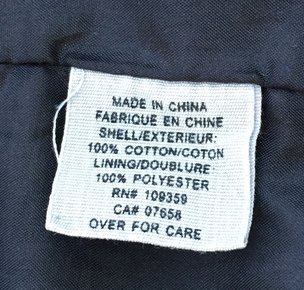 MADE IN CHINA
FABRIQUE EN CHINE
SHELL/EXTERIEUR:
100% COTTON/COTON
LINING/DOUBLURE:
100% POLYESTER
RN# 109359
CA# 07658
OVER FOR CARE